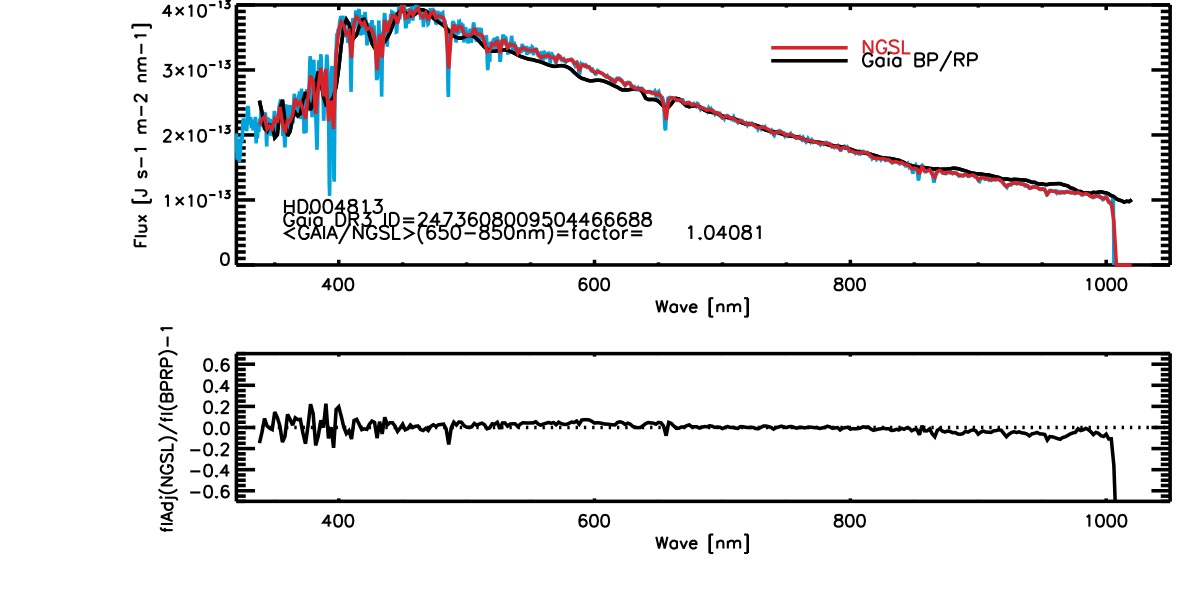 4×10−13
3×10−13
2×10−13
1×10−13
0
Flux [J s−1 m−2 nm−1]
NGSL
Gaia BP/RP
HD004813
Gaia DR3 ID=2473608009504466688
<GAIA/NGSL>(650−850nm)=factor= 1.04081
400 600 800 1000
Wave [nm]
flAdj(NGSL)/fl(BPRP)−1
0.6
0.4
0.2
0.0
−0.2
−0.4
−0.6
400 600 800 1000
Wave [nm]